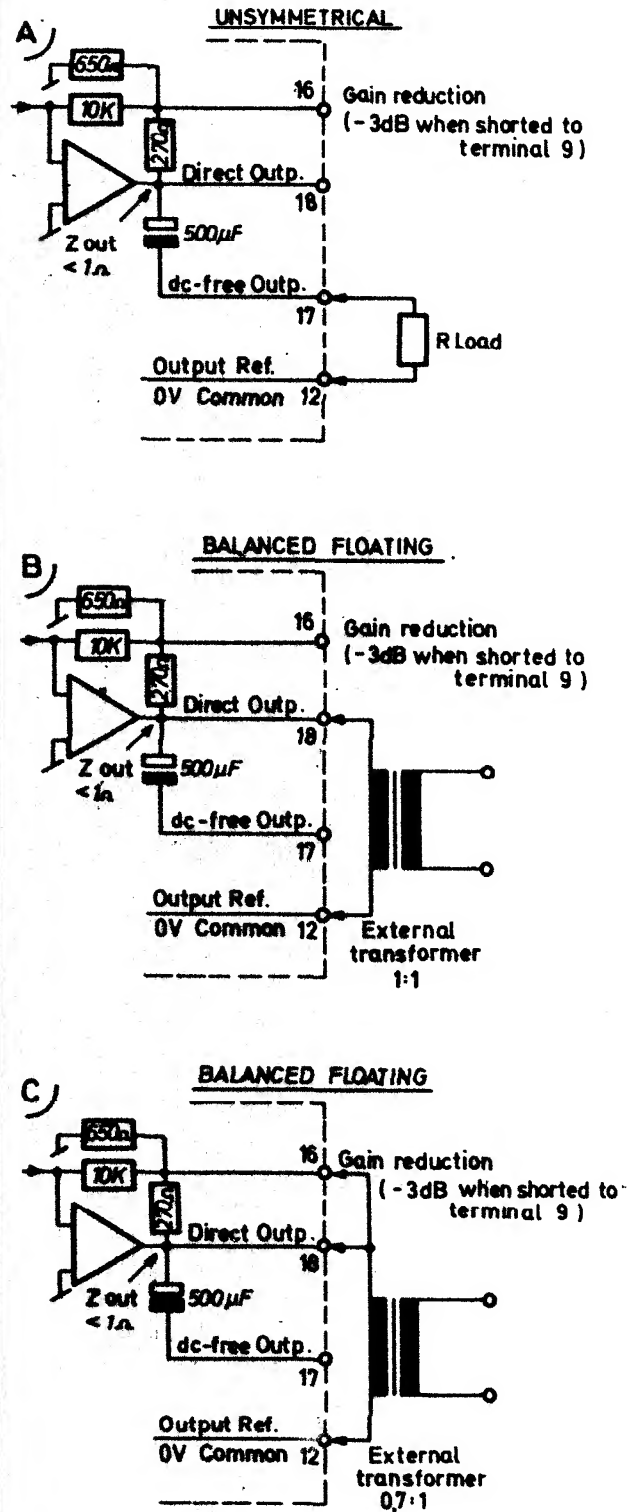 A)
UNSYMMETRICAL
650Ω
16
Gain reduction
10K
(-3dB when shorted to
terminal 9)
270Ω
Direct Outp.
18
Z out
<1Ω
500µF
dc-free Outp.
17
R Load
Output Ref.
0V Common 12
B)
BALANCED FLOATING
650Ω
16
Gain reduction
10K
(-3dB when shorted to
terminal 9)
270Ω
Direct Outp.
18
Z out
<1Ω
500µF
dc-free Outp.
17
Output Ref.
0V Common 12
External
transformer
1:1
C)
BALANCED FLOATING
650Ω
16
Gain reduction
10K
(-3dB when shorted to
terminal 9)
270Ω
Direct Outp.
18
Z out
<1Ω
500µF
dc-free Outp.
17
Output Ref.
0V Common 12
External
transformer
0,7:1